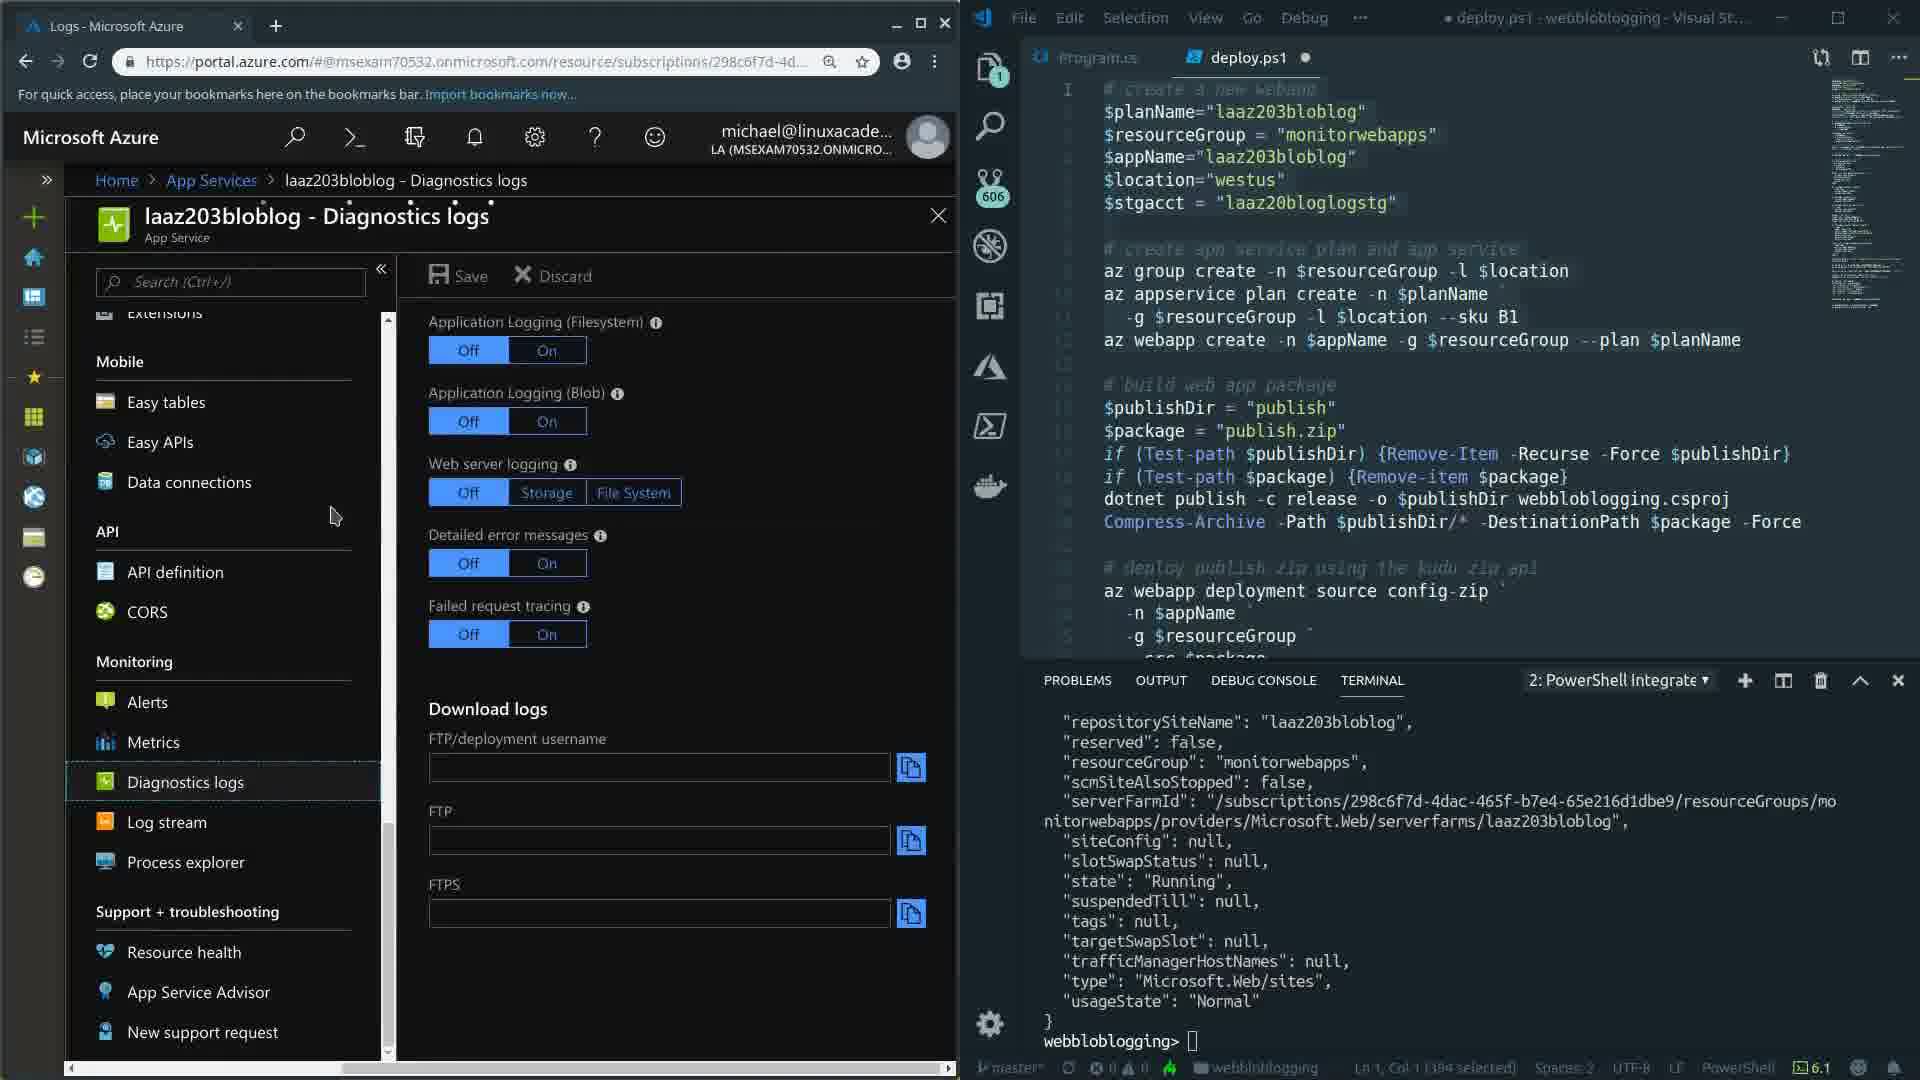 Logs - Microsoft Azure
https://portal.azure.com/#@msexam70532.onmicrosoft.com/resource/subscriptions/298c6f7d-4d...
For quick access, place your bookmarks here on the bookmarks bar. Import bookmarks now...
Microsoft Azure
michael@linuxacade...
LA (MSEXAM70532.ONMICRO...
Home > App Services > laaz203bloblog - Diagnostics logs
laaz203bloblog - Diagnostics logs
App Service
Search (Ctrl+/)
Extensions
Mobile
Easy tables
Easy APIs
Data connections
API
API definition
CORS
Monitoring
Alerts
Metrics
Diagnostics logs
Log stream
Process explorer
Support + troubleshooting
Resource health
App Service Advisor
New support request
Save Discard
Application Logging (Filesystem)
Off On
Application Logging (Blob)
Off On
Web server logging
Off Storage File System
Detailed error messages
Off On
Failed request tracing
Off On
Download logs
FTP/deployment username
FTP
FTPS
File Edit Selection View Go Debug ··· ● deploy.ps1 - webbloblogging - Visual St...
1
606
Program.cs deploy.ps1 ●
1
# create a new webapp
$planName="laaz203bloblog"
$resourceGroup = "monitorwebapps"
$appName="laaz203bloblog"
$location="westus"
$stgacct = "laaz20bloglogstg"
# create app service plan and app service
az group create -n $resourceGroup -l $location
az appservice plan create -n $planName `
-g $resourceGroup -l $location --sku B1
az webapp create -n $appName -g $resourceGroup --plan $planName
# build web app package
$publishDir = "publish"
$package = "publish.zip"
if (Test-path $publishDir) {Remove-Item -Recurse -Force $publishDir}
if (Test-path $package) {Remove-item $package}
dotnet publish -c release -o $publishDir webbloblogging.csproj
Compress-Archive -Path $publishDir/* -DestinationPath $package -Force
# deploy publish zip using the kudu zip api
az webapp deployment source config-zip `
-n $appName `
-g $resourceGroup `
--src $package
PROBLEMS OUTPUT DEBUG CONSOLE TERMINAL 2: PowerShell Integrate
"repositorySiteName": "laaz203bloblog",
"reserved": false,
"resourceGroup": "monitorwebapps",
"scmSiteAlsoStopped": false,
"serverFarmId": "/subscriptions/298c6f7d-4dac-465f-b7e4-65e216d1dbe9/resourceGroups/mo
nitorwebapps/providers/Microsoft.Web/serverfarms/laaz203bloblog",
"siteConfig": null,
"slotSwapStatus": null,
"state": "Running",
"suspendedTill": null,
"tags": null,
"targetSwapSlot": null,
"trafficManagerHostNames": null,
"type": "Microsoft.Web/sites",
"usageState": "Normal"
}
webbloblogging>
master* 0 0 webbloblogging Ln 1, Col 1 (394 selected) Spaces: 2 UTF-8 LF PowerShell 6.1